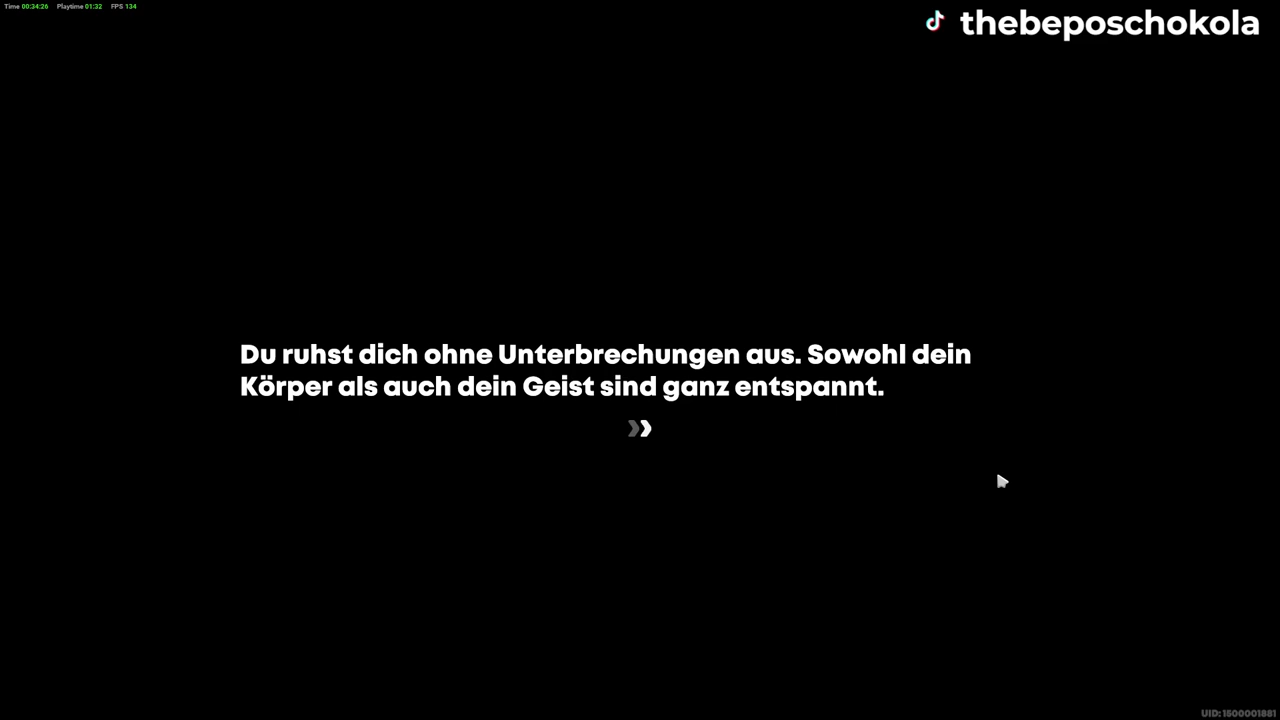 Time 00:34:26 Playtime 01:32 FPS 134
thebeposchokola
Du ruhst dich ohne Unterbrechungen aus. Sowohl dein
Körper als auch dein Geist sind ganz entspannt.
UID: 1500001881